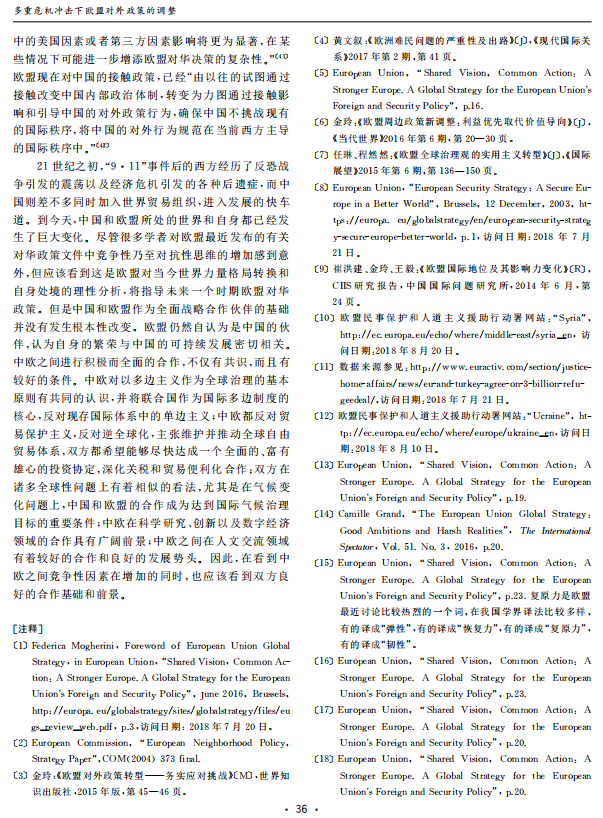 多重危机冲击下欧盟对外政策的调整
中的美国因素或者第三方因素影响将更为显著,在某
些情况下可能进一步增添欧盟对华决策的复杂性。”〔41〕
欧盟现在对中国的接触政策,已经“由以往的试图通过
接触改变中国内部政治体制,转变为力图通过接触影
响和引导中国的对外政策行为,确保中国不挑战现有
的国际秩序,将中国的对外行为规范在当前西方主导
的国际秩序中。”〔42〕
21 世纪之初,“9·11”事件后的西方经历了反恐战
争引发的震荡以及经济危机引发的各种后遗症,而中
国则差不多同时加入世界贸易组织,进入发展的快车
道。到今天,中国和欧盟所处的世界和自身都已经发
生了巨大变化。尽管很多学者对欧盟最近发布的有关
对华政策文件中竞争性乃至对抗性思维的增加感到意
外,但应该看到这是欧盟对当今世界力量格局转换和
自身处境的理性分析,将指导未来一个时期欧盟对华
政策。但是中国和欧盟作为全面战略合作伙伴的基础
并没有发生根本性改变。欧盟仍然自认为是中国的伙
伴,认为自身的繁荣与中国的可持续发展密切相关。
中欧之间进行积极而全面的合作,不仅有共识,而且有
较好的条件。中欧对以多边主义作为全球治理的基本
原则有共同的认识,并将联合国作为国际多边制度的
核心,反对现存国际体系中的单边主义;中欧都反对贸
易保护主义,反对逆全球化,主张维护并推动全球自由
贸易体系,双方都希望能够尽快达成一个全面的、富有
雄心的投资协定,深化关税和贸易便利化合作;双方在
诸多全球性问题上有着相似的看法,尤其是在气候变
化问题上,中国和欧盟的合作成为达到国际气候治理
目标的重要条件;中欧在科学研究、创新以及数字经济
领域的合作具有广阔前景;中欧之间在人文交流领域
有着较好的合作和良好的发展势头。因此,在看到中
欧之间竞争性因素在增加的同时,也应该看到双方良
好的合作基础和前景。
[注释]
〔1〕 Federica Mogherini, Foreword of European Union Global
Strategy, in European Union, “Shared Vision, Common Ac-
tion: A Stronger Europe. A Global Strategy for the European
Union's Foreign and Security Policy”, June 2016, Brussels,
http://europa. eu/globalstrategy/sites/globalstrategy/files/eu
gs_review_web.pdf, p.3,访问日期: 2018 年 7 月 20 日。
〔2〕 European Commission, “European Neighborhood Policy,
Strategy Paper”,COM(2004) 373 final.
〔3〕 金玲:《欧盟对外政策转型——务实应对挑战》〔M〕,世界知
识出版社,2015 年版,第 45—46 页。
〔4〕 黄文叙:《欧洲难民问题的严重性及出路》〔J〕,《现代国际关
系》2017 年第 2 期,第 41 页。
〔5〕 European Union, “Shared Vision, Common Action: A
Stronger Europe. A Global Strategy for the European Union's
Foreign and Security Policy”, p.16.
〔6〕 金玲:《欧盟周边政策新调整:利益优先取代价值导向》〔J〕,
《当代世界》2016 年第 6 期,第 20—30 页。
〔7〕 任琳、程然然:《欧盟全球治理观的实用主义转型》〔J〕,《国际
展望》2015 年第 6 期,第 136—150 页。
〔8〕 European Union, “European Security Strategy: A Secure Eu-
rope in a Better World”, Brussels, 12 December, 2003, ht-
tps://europa. eu/globalstrategy/en/european-security-strateg
y-secure-europe-better-world, p. 1, 访问日期: 2018 年 7 月
21 日。
〔9〕 崔洪建、金玲、王毅:《欧盟国际地位及其影响力变化》〔R〕,
CIIS 研究报告,中国国际问题研究所,2014 年 6 月,第
24 页。
〔10〕 欧盟民事保护和人道主义援助行动署网站:“Syria”,
http://ec. europa.eu/echo/where/middle-east/syria_en, 访
问日期:2018 年 8 月 20 日。
〔11〕 数据来源参见:http://www. euractiv. com/section/justice-
home-affairs/news/eu-and-turkey-agree-on-3-billion-refu-
geedeal/,访问日期:2018 年 7 月 21 日。
〔12〕 欧盟民事保护和人道主义援助行动署网站:“Ucraine”, ht-
tp://ec.europa.eu/echo/where/europe/ukraine_en, 访问日
期: 2018 年 8 月 10 日。
〔13〕 European Union, “Shared Vision, Common Action: A
Stronger Europe. A Global Strategy for the European
Union's Foreign and Security Policy”, p.19.
〔14〕 Camille Grand, “The European Union Global Strategy:
Good Ambitions and Harsh Realities”, The International
Spectator, Vol. 51. No. 3, 2016, p.20.
〔15〕 European Union, “Shared Vision, Common Action: A
Stronger Europe. A Global Strategy for the European
Union's Foreign and Security Policy”, p.23. 复原力是欧盟
最近讨论比较热烈的一个词,在我国学界译法比较多样,
有的译成“弹性”,有的译成“恢复力”,有的译成“复原力”,
有的译成“韧性”。
〔16〕 European Union, “Shared Vision, Common Action: A
Stronger Europe. A Global Strategy for the European
Union's Foreign and Security Policy”, p.23.
〔17〕 European Union, “Shared Vision, Common Action: A
Stronger Europe. A Global Strategy for the European
Union's Foreign and Security Policy”, p.20.
〔18〕 European Union, “Shared Vision, Common Action: A
Stronger Europe. A Global Strategy for the European
Union's Foreign and Security Policy”, p.20.
· 36 ·